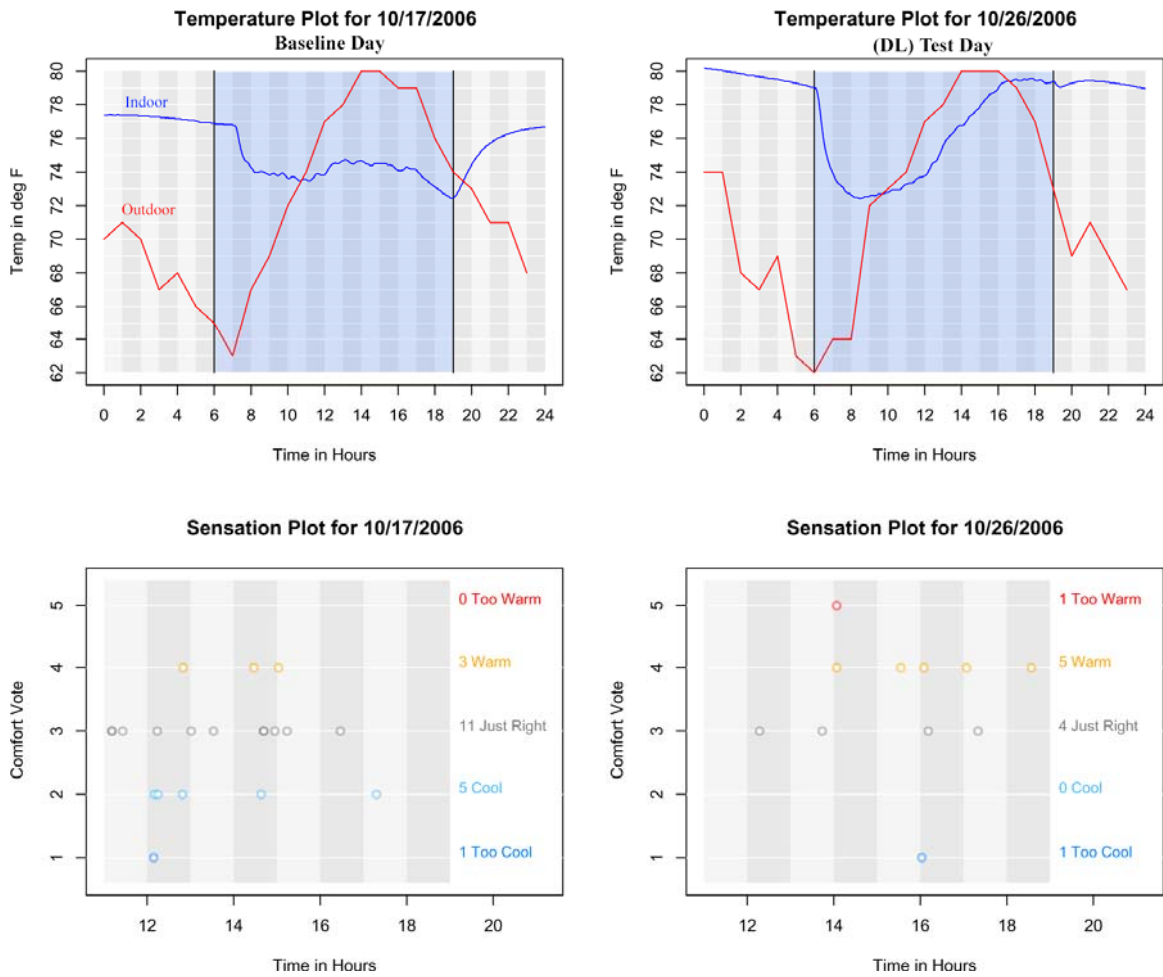 Temperature Plot for 10/17/2006
Baseline Day
Temp in deg F
80
78
76
74
72
70
68
66
64
62
Indoor
Outdoor
0 2 4 6 8 10 12 14 16 18 20 22 24
Time in Hours
Temperature Plot for 10/26/2006
(DL) Test Day
Temp in deg F
80
78
76
74
72
70
68
66
64
62
0 2 4 6 8 10 12 14 16 18 20 22 24
Time in Hours
Sensation Plot for 10/17/2006
Comfort Vote
5
4
3
2
1
0 Too Warm
3 Warm
11 Just Right
5 Cool
1 Too Cool
12 14 16 18 20
Time in Hours
Sensation Plot for 10/26/2006
Comfort Vote
5
4
3
2
1
1 Too Warm
5 Warm
4 Just Right
0 Cool
1 Too Cool
12 14 16 18 20
Time in Hours